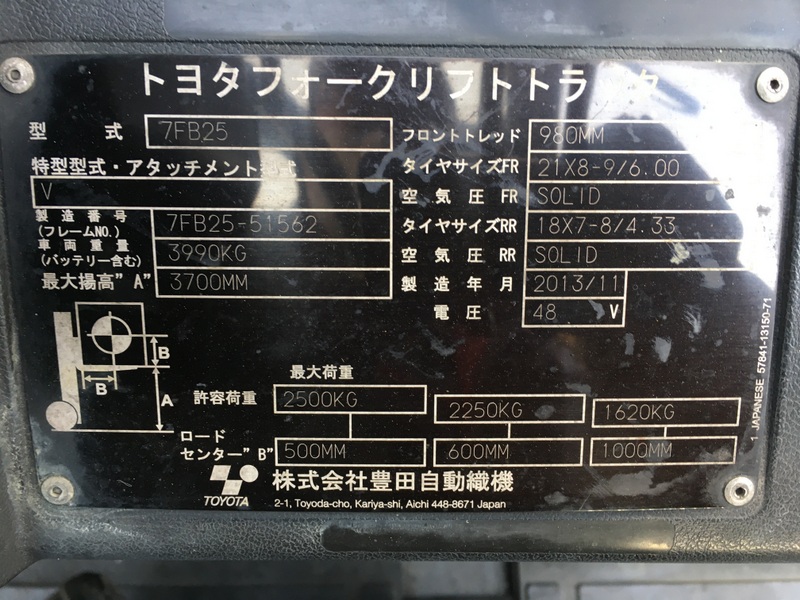 トヨタフォークリフトトラック
型 式 7FB25 フロントトレッド 980MM
特型型式・アタッチメント型式 タイヤサイズFR 21X8-9/6.00
V 空気圧 FR SOLID
製造番号 (フレームNO.) 7FB25-51562 タイヤサイズRR 18X7-8/4.33
車両重量 (バッテリー含む) 3990KG 空気圧 RR SOLID
最大揚高"A" 3700MM 製造年月 2013/11
電圧 48 V
B
B
A
最大荷重
許容荷重 2500KG 2250KG 1620KG
ロード
センター"B" 500MM 600MM 1000MM
TOYOTA 株式会社豊田自動織機
2-1, Toyoda-cho, Kariya-shi, Aichi 448-8671 Japan
1 JAPANESE 57841-13150-71